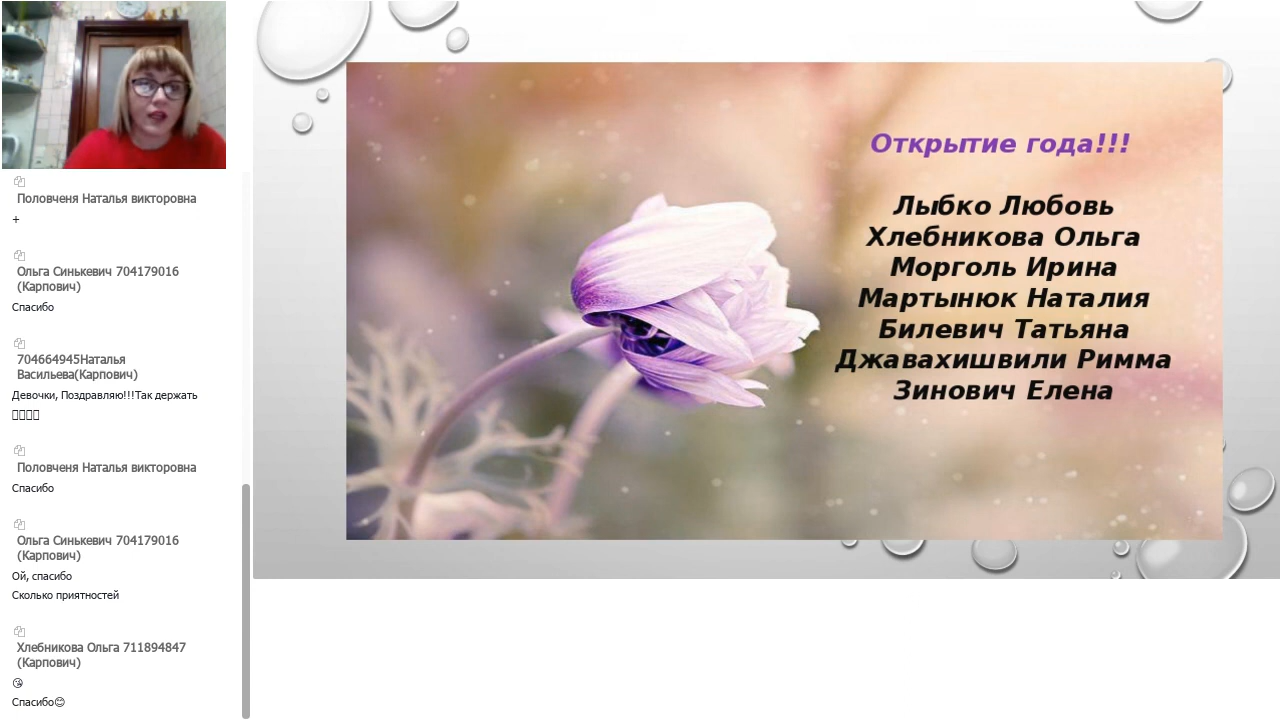 Половченя Наталья викторовна
+
Ольга Синькевич 704179016
(Карпович)
Спасибо
704664945Наталья
Васильева(Карпович)
Девочки, Поздравляю!!!Так держать
Половченя Наталья викторовна
Спасибо
Ольга Синькевич 704179016
(Карпович)
Ой, спасибо
Сколько приятностей
Хлебникова Ольга 711894847
(Карпович)
😘
Спасибо😊
Открытие года!!!
Лыбко Любовь
Хлебникова Ольга
Морголь Ирина
Мартынюк Наталия
Билевич Татьяна
Джавахишвили Римма
Зинович Елена